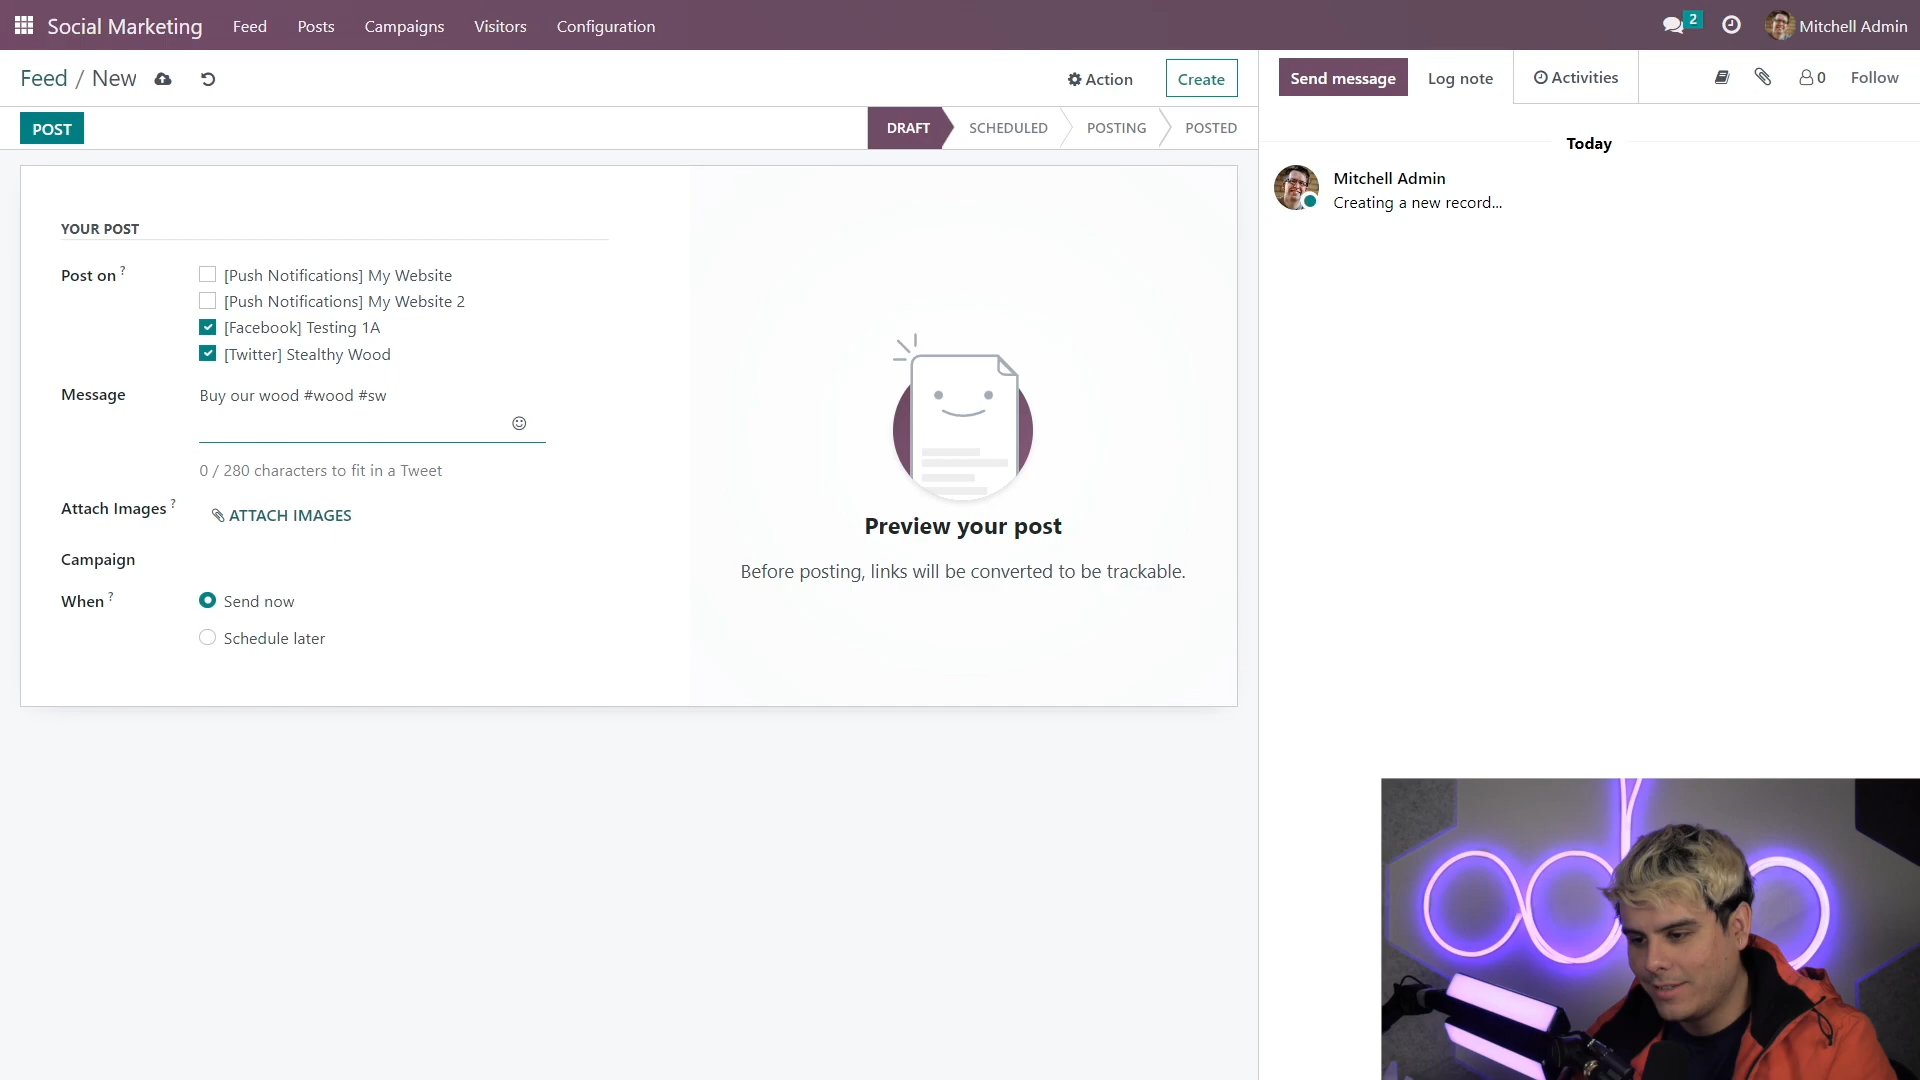 Social Marketing Feed Posts Campaigns Visitors Configuration 2 Mitchell Admin
Feed / New Action Create
Send message Log note Activities 0 Follow
POST DRAFT SCHEDULED POSTING POSTED
Today
Mitchell Admin
Creating a new record...
YOUR POST
Post on ? [Push Notifications] My Website
[Push Notifications] My Website 2
[Facebook] Testing 1A
[Twitter] Stealthy Wood
Message Buy our wood #wood #sw
0 / 280 characters to fit in a Tweet
Attach Images ? ATTACH IMAGES
Campaign
When ? Send now
Schedule later
Preview your post
Before posting, links will be converted to be trackable.
odoo